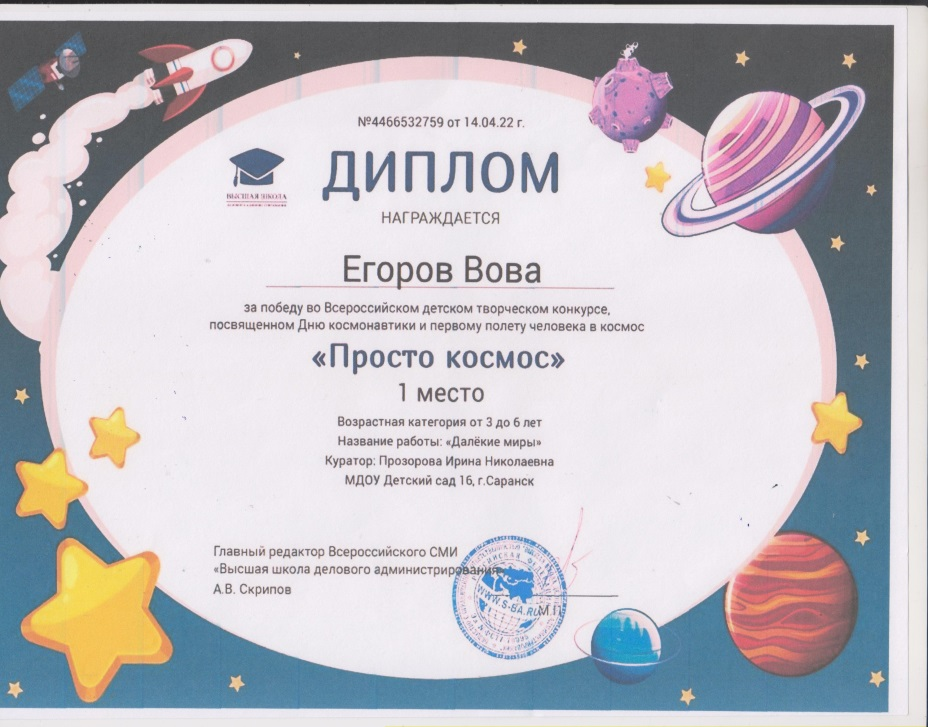 №4466532759 от 14.04.22 г.
ВЫСШАЯ ШКОЛА
ДИПЛОМ
НАГРАЖДАЕТСЯ
Егоров Вова
за победу во Всероссийском детском творческом конкурсе,
посвященном Дню космонавтики и первому полету человека в космос
«Просто космос»
1 место
Возрастная категория от 3 до 6 лет
Название работы: «Далёкие миры»
Куратор: Прозорова Ирина Николаевна
МДОУ Детский сад 16, г.Саранск
Главный редактор Всероссийского СМИ
«Высшая школа делового администрирования»
А.В. Скрипов
WWW.S-BA.RU
М.П.